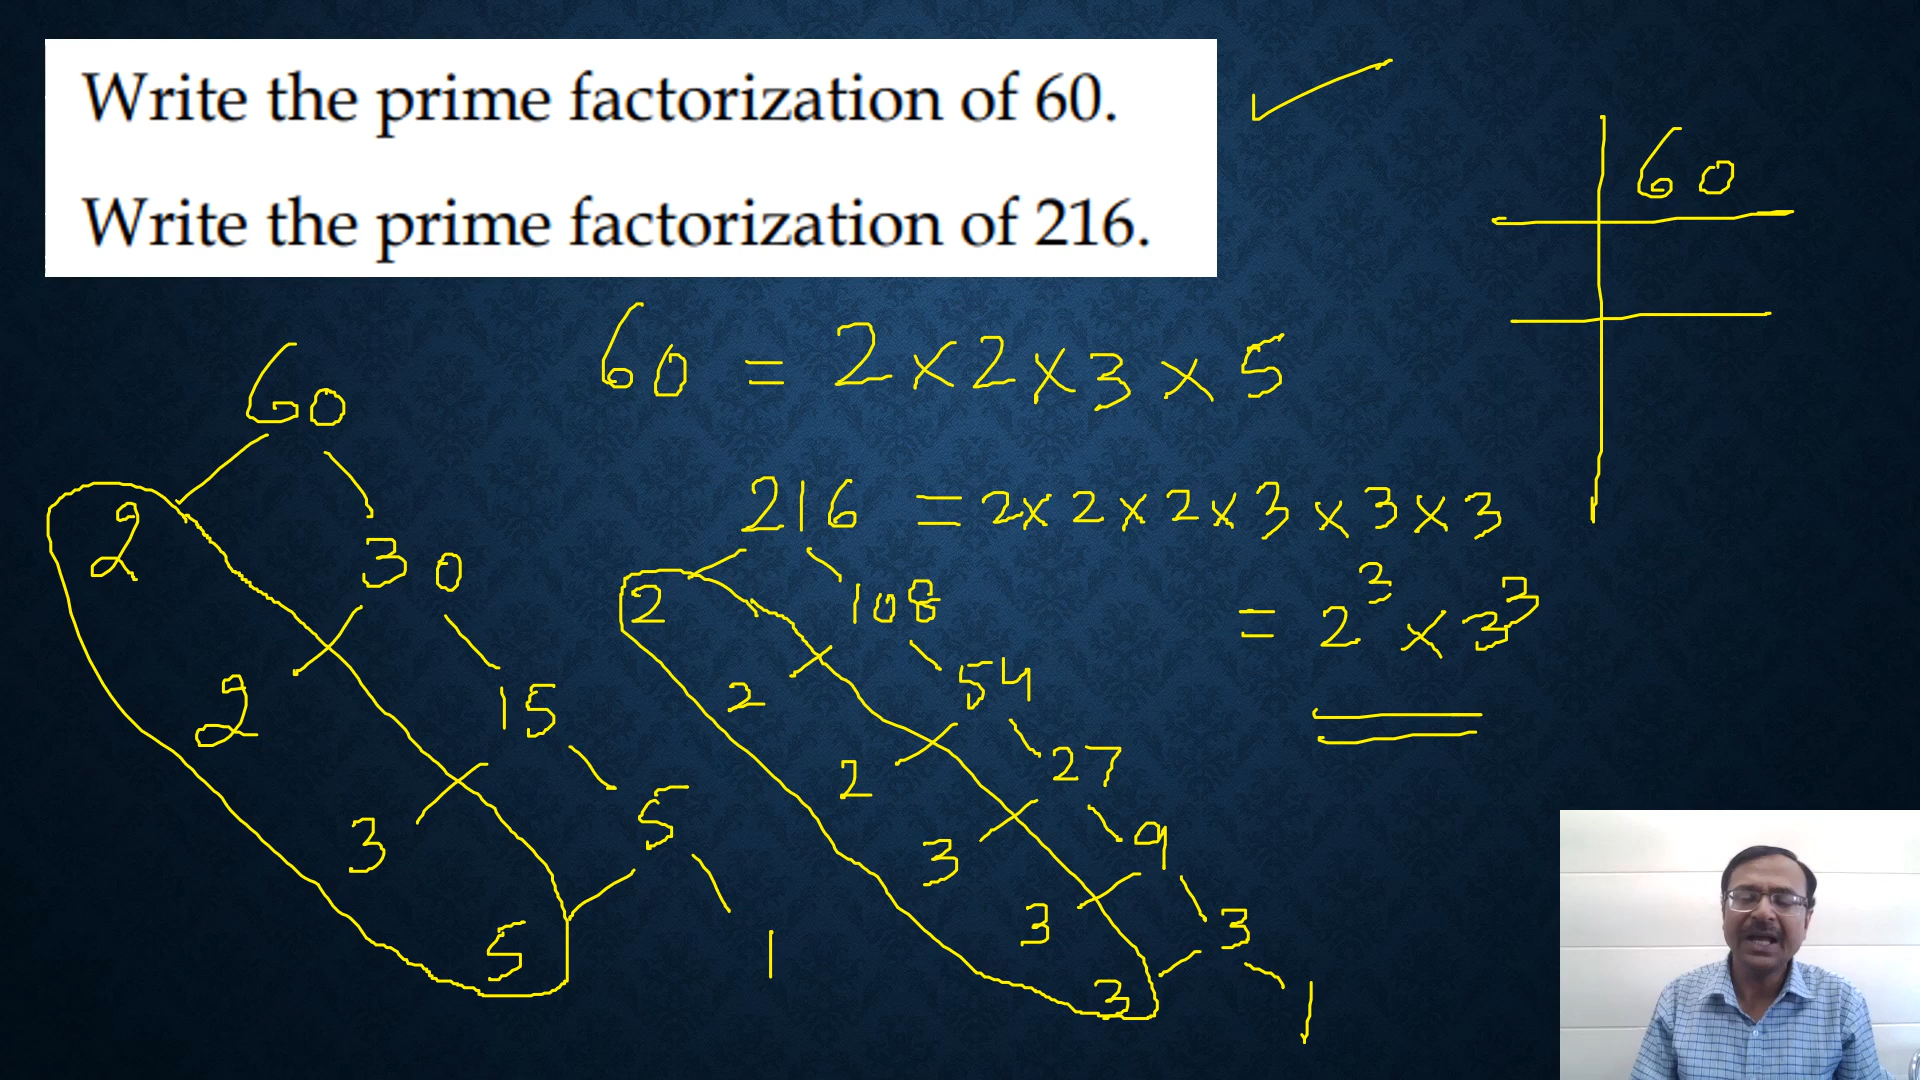 Write the prime factorization of 60.
Write the prime factorization of 216.
60
60 = 2 × 2 × 3 × 5
60
2 30
2 15
3 5
5 1
216 = 2 × 2 × 2 × 3 × 3 × 3
= 2³ × 3³
2 108
2 54
2 27
3 9
3 3
3 1